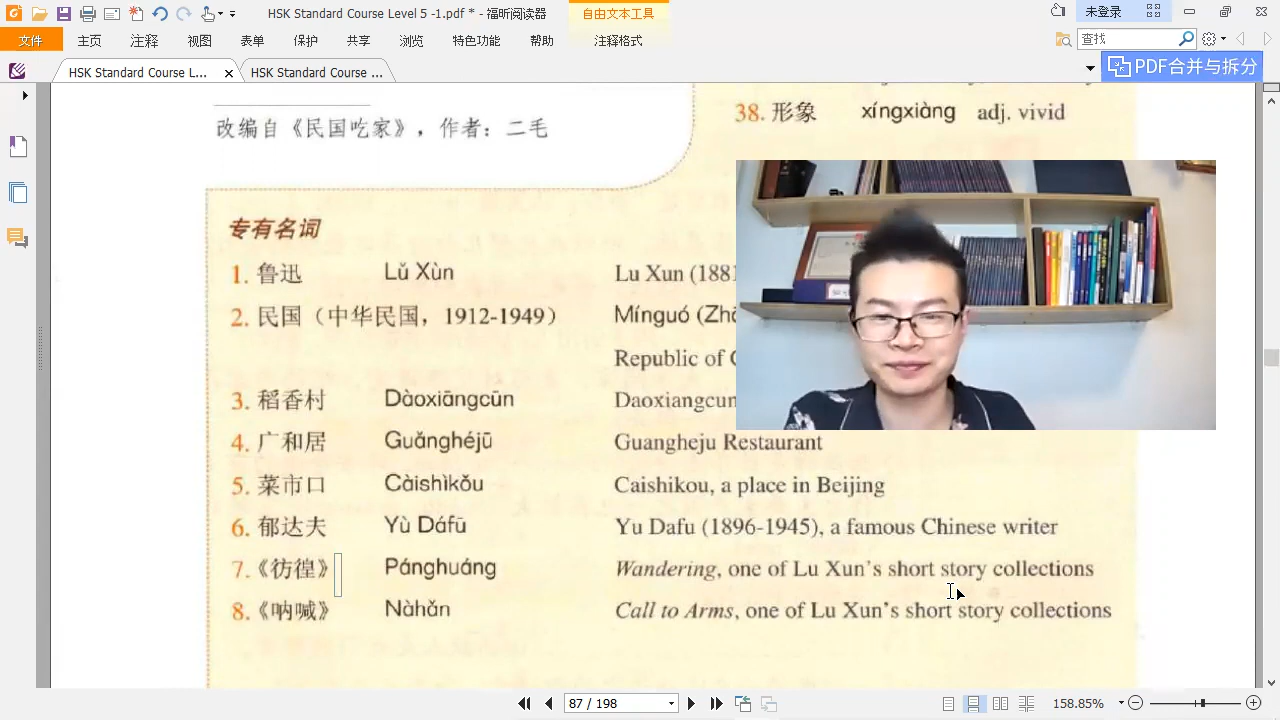 HSK Standard Course Level 5 -1.pdf * - 福昕阅读器
自由文本工具
未登录
文件 主页 注释 视图 表单 保护 共享 浏览 特色功能 帮助 注释格式
查找
HSK Standard Course L... HSK Standard Course ...
PDF合并与拆分
38. 形象 xíngxiàng adj. vivid
改编自《民国吃家》，作者：二毛
专有名词
1. 鲁迅 Lǔ Xùn Lu Xun (1881
2. 民国（中华民国，1912-1949） Mínguó (Zhō
Republic of C
3. 稻香村 Dàoxiāngcūn Daoxiangcun
4. 广和居 Guǎnghéjū Guangheju Restaurant
5. 菜市口 Càishìkǒu Caishikou, a place in Beijing
6. 郁达夫 Yù Dáfū Yu Dafu (1896-1945), a famous Chinese writer
7.《彷徨》 Pánghuáng Wandering, one of Lu Xun's short story collections
8.《呐喊》 Nàhǎn Call to Arms, one of Lu Xun's short story collections
87 / 198
158.85%